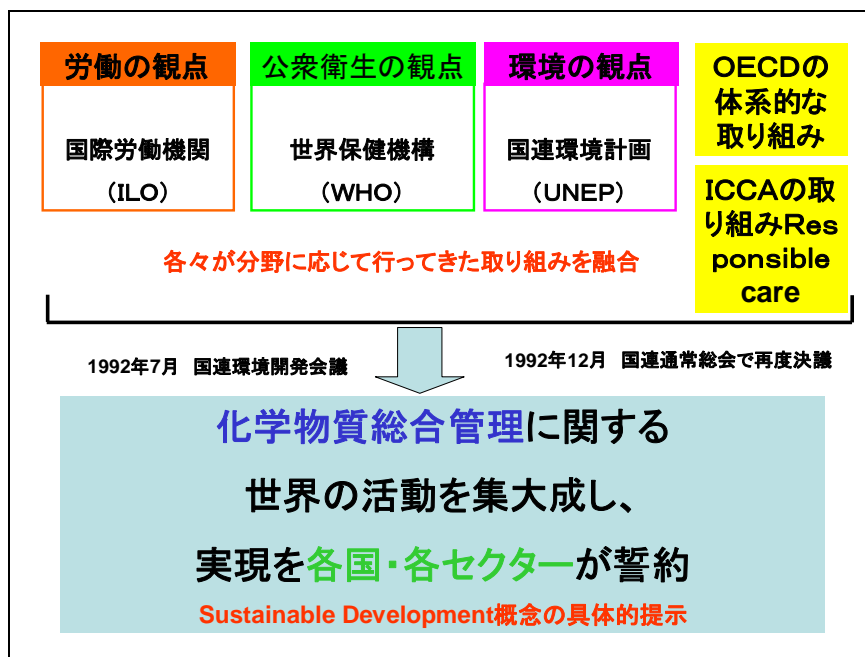 労働の観点
国際労働機関
(ILO)
公衆衛生の観点
世界保健機構
(WHO)
環境の観点
国連環境計画
(UNEP)
OECDの
体系的な
取り組み
ICCAの取
り組みRes
ponsible
care
各々が分野に応じて行ってきた取り組みを融合
1992年7月 国連環境開発会議
1992年12月 国連通常総会で再度決議
化学物質総合管理に関する
世界の活動を集大成し、
実現を各国・各セクターが誓約
Sustainable Development概念の具体的提示